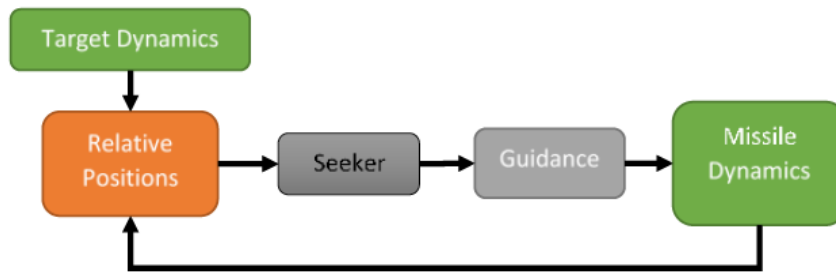 Target Dynamics
Relative
Positions
Seeker
Guidance
Missile
Dynamics